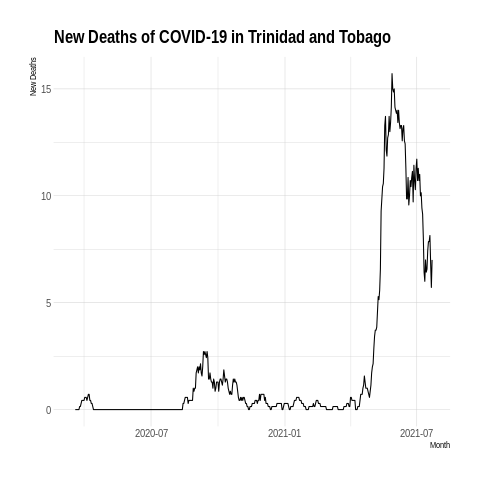 New Deaths of COVID-19 in Trinidad and Tobago
New Deaths
15
10
5
0
2020-07 2021-01 2021-07
Month